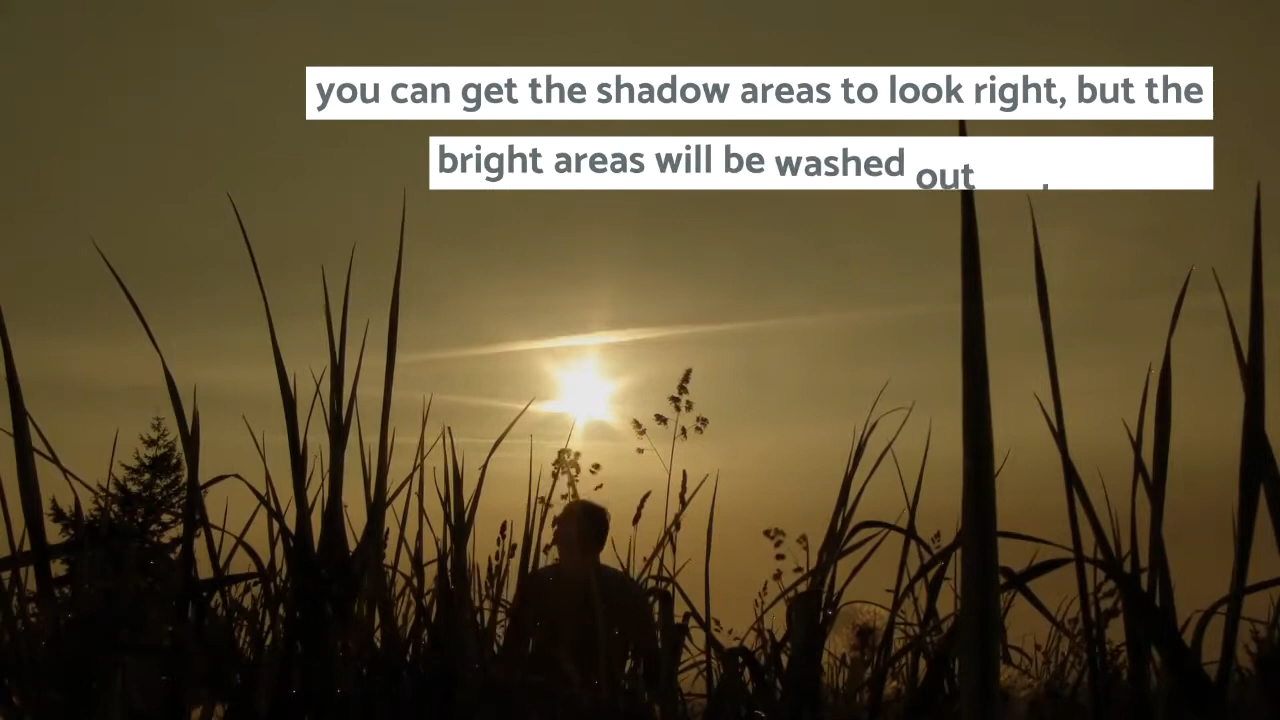 you can get the shadow areas to look right, but the
bright areas will be washed out .